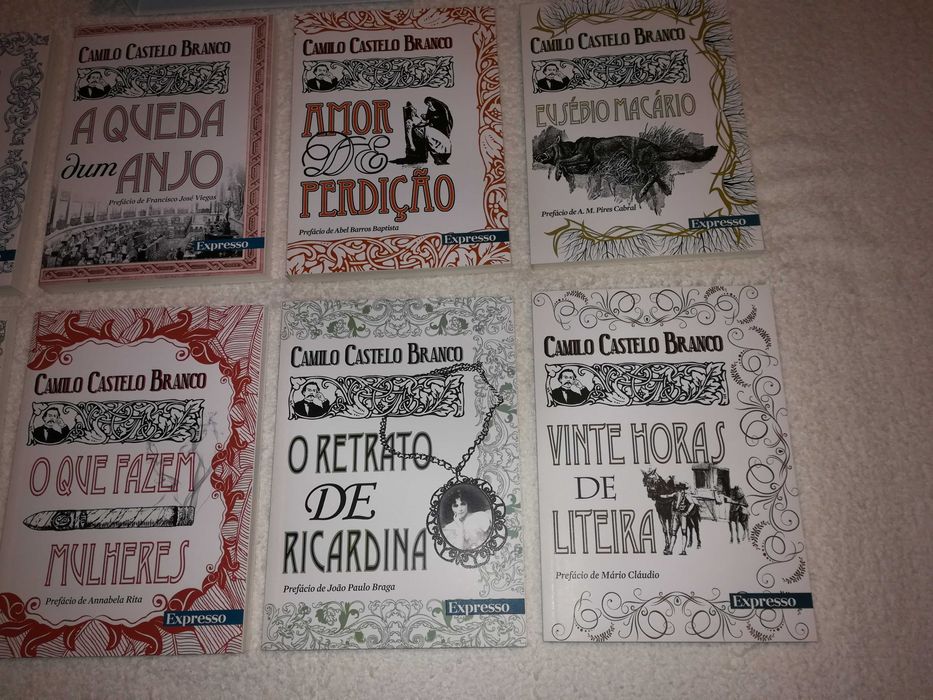 CAMILO CASTELO BRANCO
A QUEDA
dum ANJO
Prefácio de Francisco José Viegas
Expresso
CAMILO CASTELO BRANCO
AMOR
DE
PERDIÇÃO
Prefácio de Abel Barros Baptista
Expresso
CAMILO CASTELO BRANCO
EUSÉBIO MACÁRIO
Prefácio de A. M. Pires Cabral
Expresso
CAMILO CASTELO BRANCO
O QUE FAZEM
MULHERES
Prefácio de Annabela Rita
Expresso
CAMILO CASTELO BRANCO
O RETRATO
DE
RICARDINA
Prefácio de João Paulo Braga
Expresso
CAMILO CASTELO BRANCO
VINTE HORAS
DE
LITEIRA
Prefácio de Mário Cláudio
Expresso